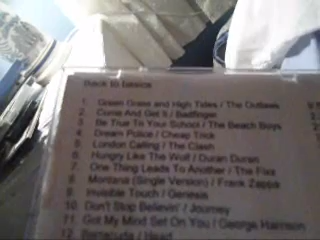 Back to basics
1. Green Grass and High Tides / The Outlaws
2. Come And Get It / Badfinger
3. Be True To Your School / The Beach Boys
4. Dream Police / Cheap Trick
5. London Calling / The Clash
6. Hungry Like The Wolf / Duran Duran
7. One Thing Leads To Another / The Fixx
8. Montana (Single Version) / Frank Zappa
9. Invisible Touch / Genesis
10. Don't Stop Believin' / Journey
11. Got My Mind Set On You / George Harrison
12. Barracuda / Heart